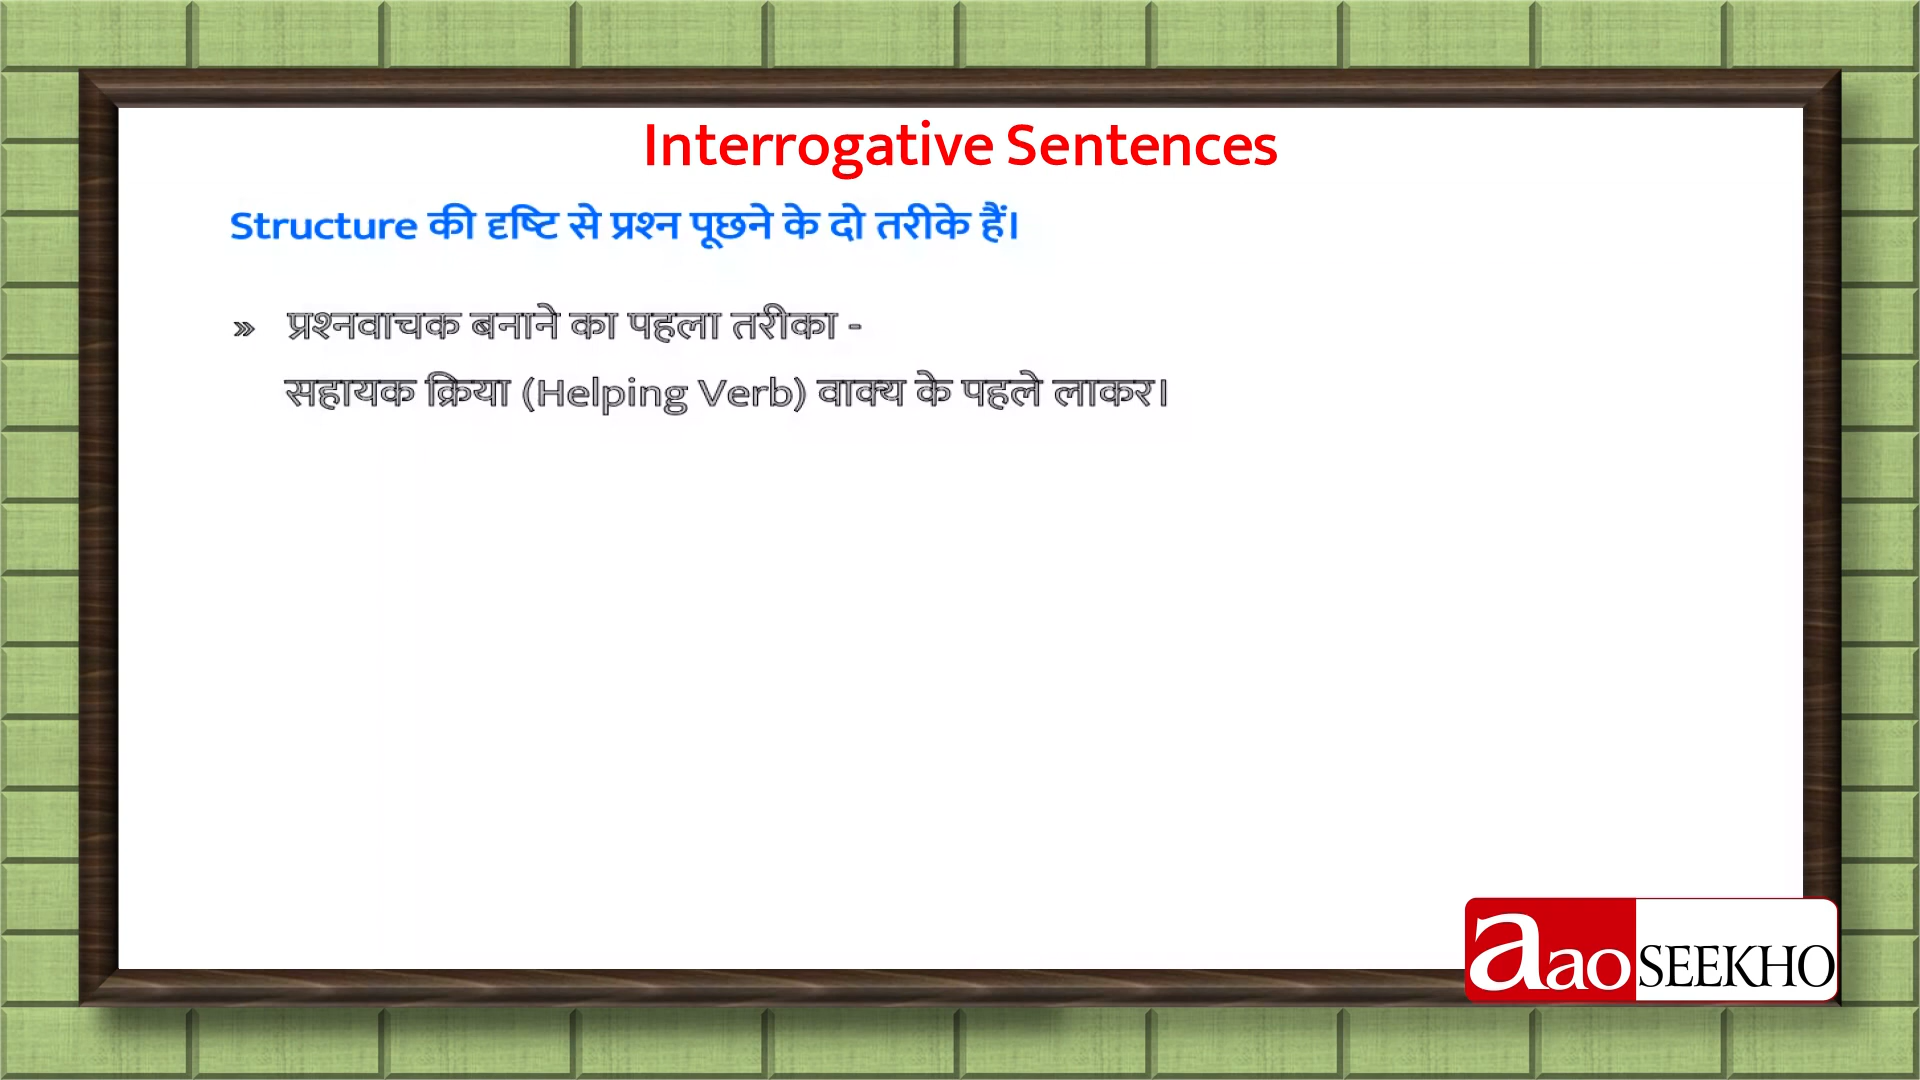 Interrogative Sentences
Structure की दृष्टि से प्रश्न पूछने के दो तरीके हैं।
» प्रश्नवाचक बनाने का पहला तरीका -
सहायक क्रिया (Helping Verb) वाक्य के पहले लाकर।
aao SEEKHO